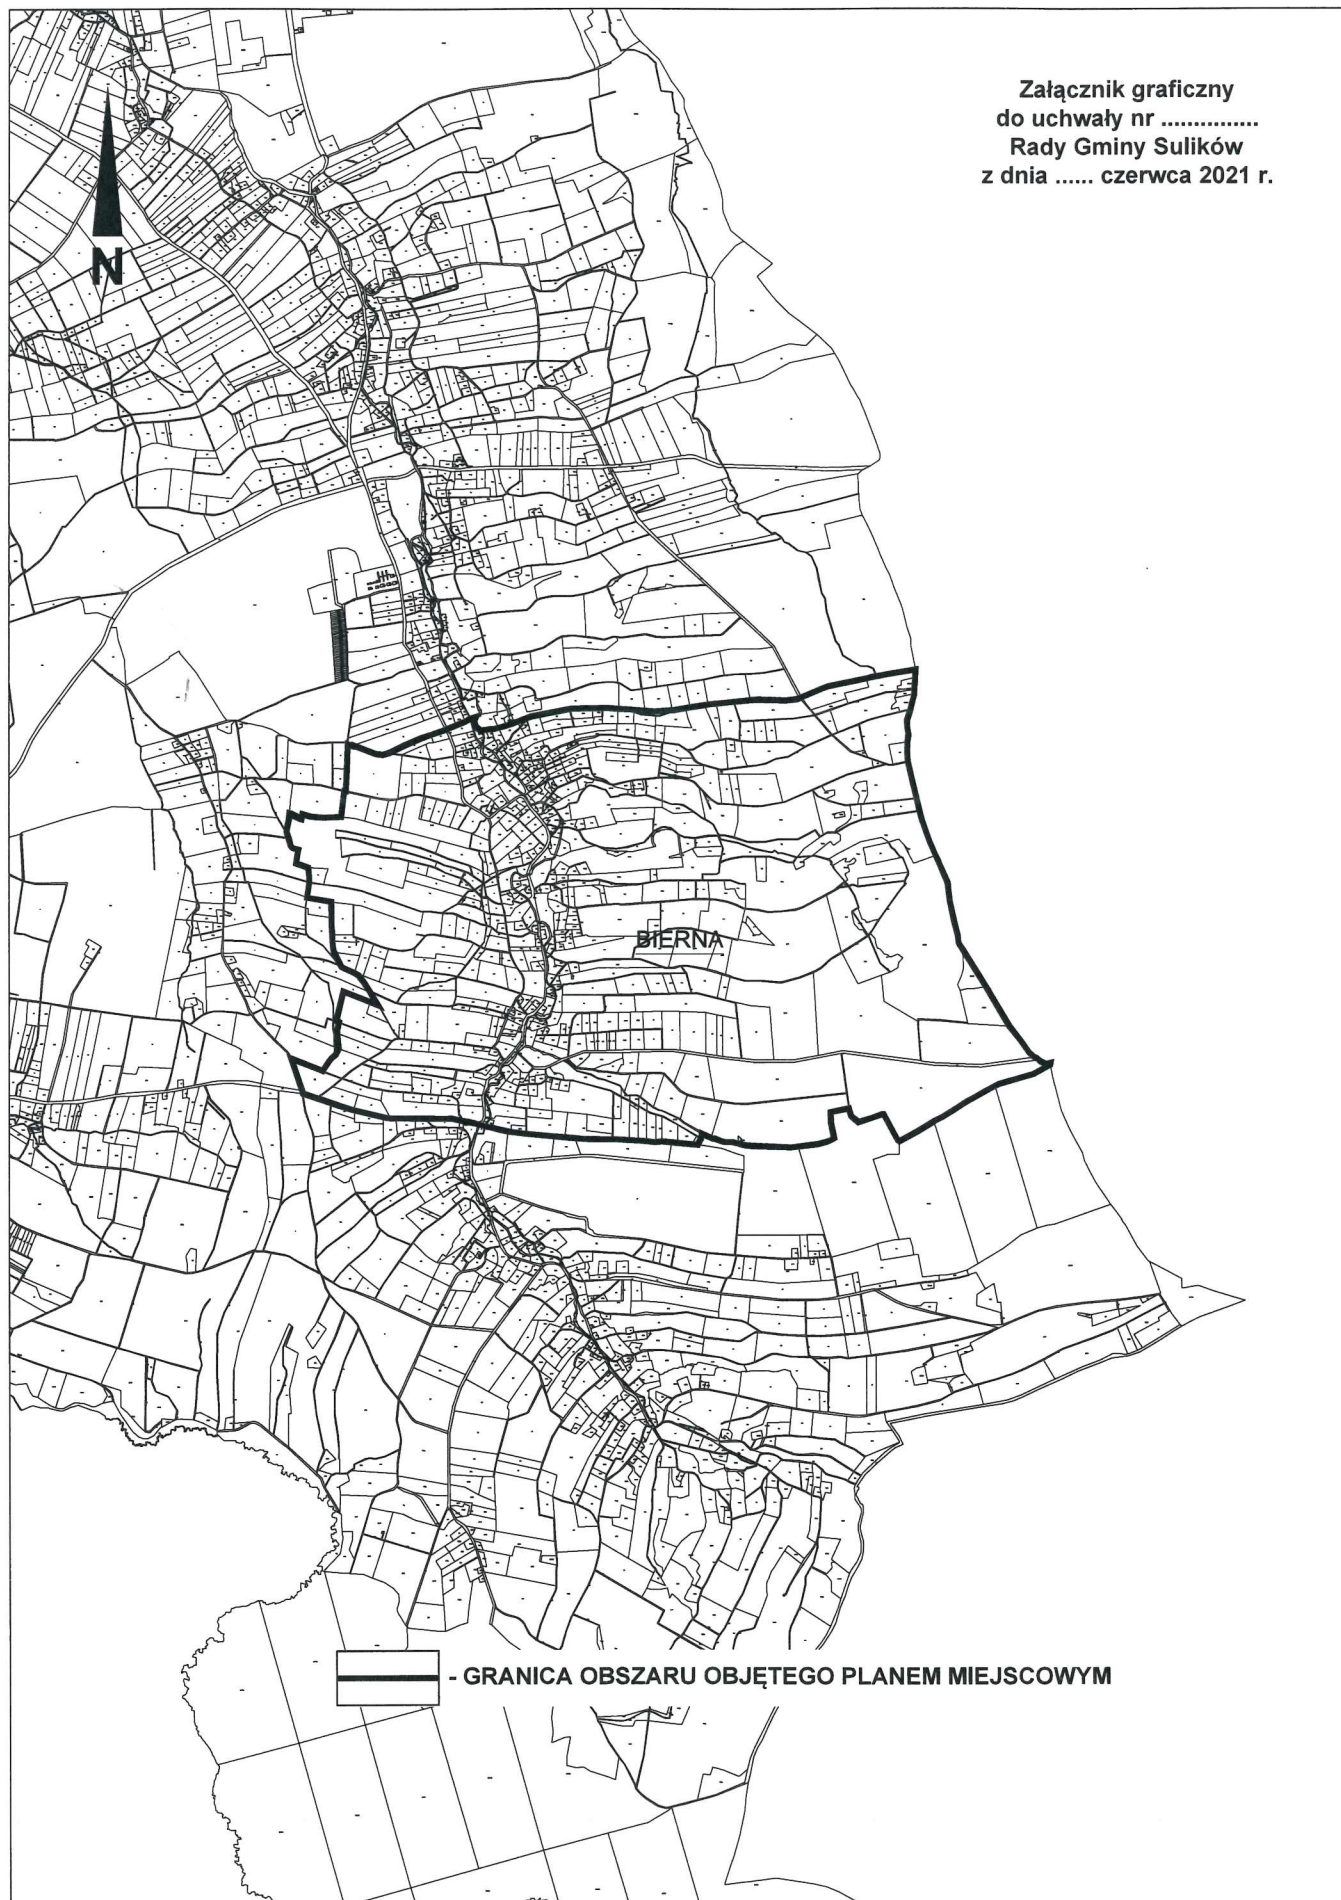 Załącznik graficzny
do uchwały nr ...............
Rady Gminy Sulików
z dnia ...... czerwca 2021 r.
N
BIERNA
- GRANICA OBSZARU OBJĘTEGO PLANEM MIEJSCOWYM